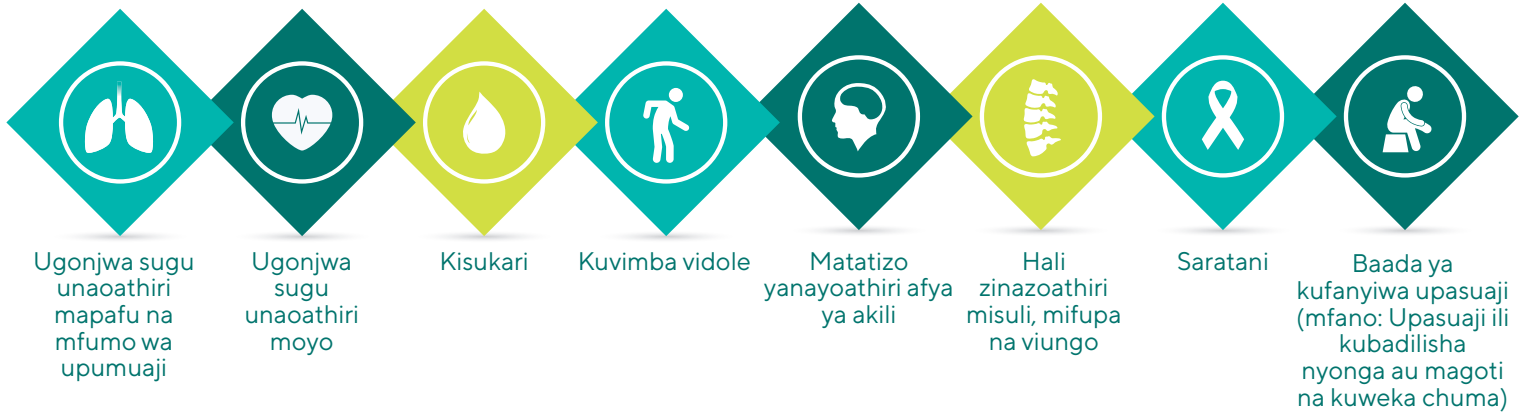 Ugonjwa sugu
unaoathiri
mapafu na
mfumo wa
upumuaji
Ugonjwa
sugu
unaoathiri
moyo
Kisukari
Kuvimba vidole
Matatizo
yanayoathiri afya
ya akili
Hali
zinazoathiri
misuli, mifupa
na viungo
Saratani
Baada ya
kufanyiwa upasuaji
(mfano: Upasuaji ili
kubadilisha
nyonga au magoti
na kuweka chuma)